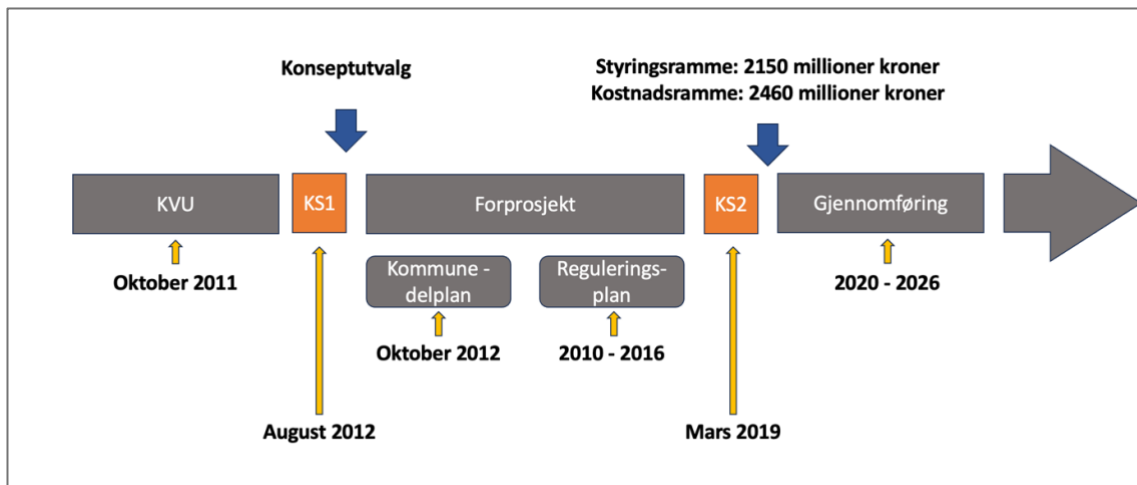 Konseptutvalg
Styringsramme: 2150 millioner kroner
Kostnadsramme: 2460 millioner kroner
KVU
KS1
Forprosjekt
KS2
Gjennomføring
Oktober 2011
Kommune -
delplan
Regulerings-
plan
2020 - 2026
Oktober 2012
2010 - 2016
August 2012
Mars 2019